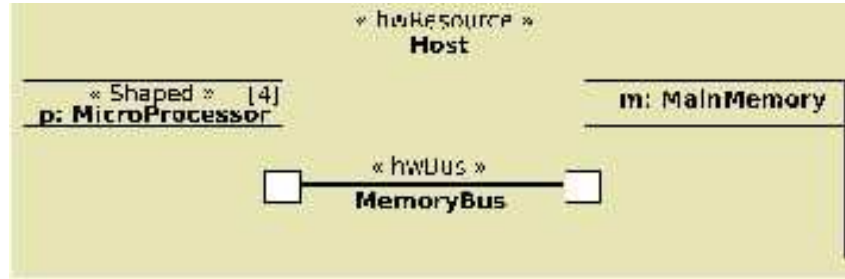 « hwResource »
Host
« Shaped » [4]
p: MicroProcessor
m: MainMemory
« hwBus »
MemoryBus